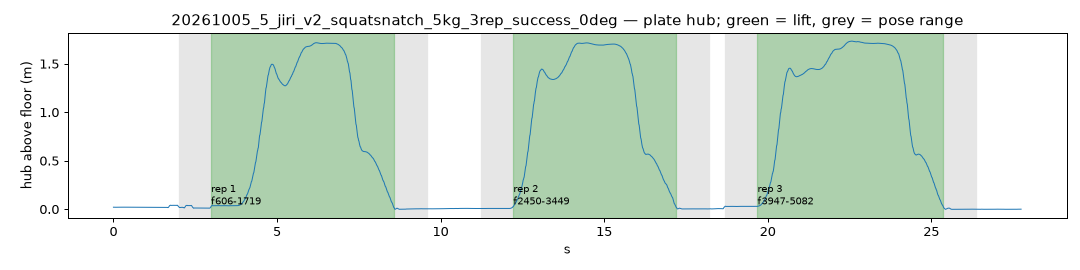 20261005_5_jiri_v2_squatsnatch_5kg_3rep_success_0deg — plate hub; green = lift, grey = pose range
hub above floor (m)
1.5
1.0
0.5
0.0
rep 1
f606-1719
rep 2
f2450-3449
rep 3
f3947-5082
0 5 10 15 20 25
s